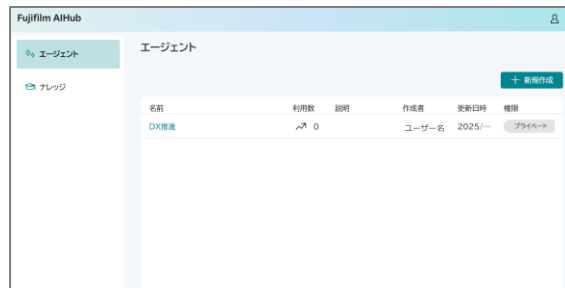 Fujifilm AIHub
エージェント
ナレッジ
エージェント
＋ 新規作成
名前 利用数 説明 作成者 更新日時 権限
DX推進 0 ユーザー名 2025/… プライベート